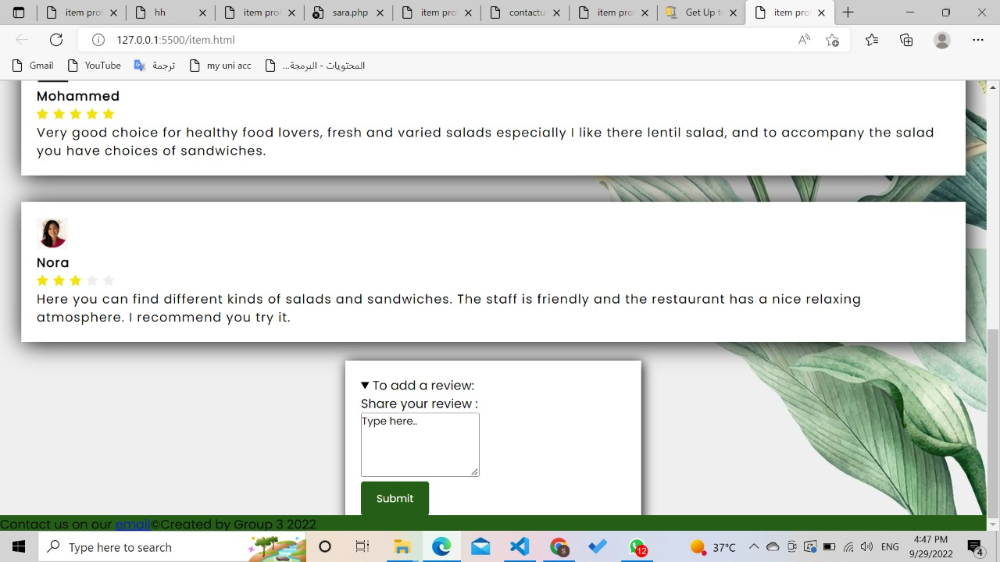 item pro
ht
item pro
sara.ph
item pro
contactu
item pro
Get up t
item pro
127.0.0.1:5500/item.html
Gmail
YouTube
ترجمة
my uni acc
المحتويات - البرمجة...
Mohammed
Very good choice for healthy food lovers, fresh and varied salads especially I like there lentil salad, and to accompany the salad
you have choices of sandwiches.
Nora
Here you can find different kinds of salads and sandwiches. The staff is friendly and the restaurant has a nice relaxing
atmosphere. I recommend you try it.
To add a review:
Share your review :
Type here..
Submit
Contact us on our email©Created by Group 3 2022
Type here to search
S
12
37°C
ENG
4:47 PM
9/29/2022
4